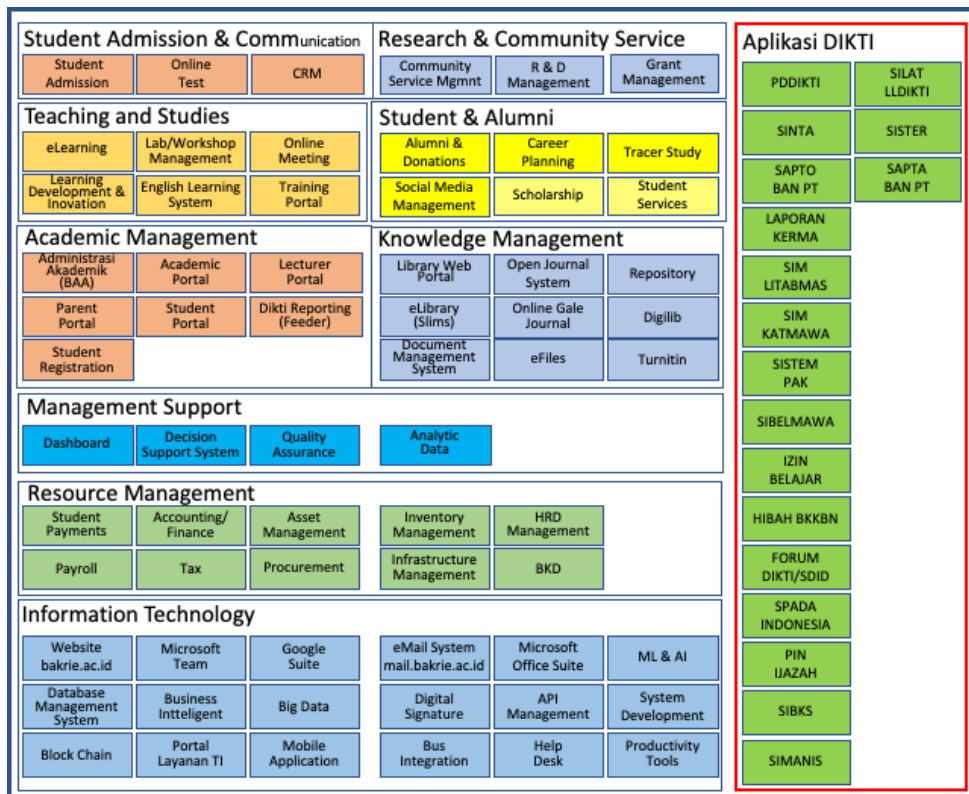 Student Admission & Communication
Student
Admission
Online
Test
CRM
Research & Community Service
Community
Service Mgmnt
R & D
Management
Grant
Management
Teaching and Studies
eLearning
Lab/Workshop
Management
Online
Meeting
Learning
Development &
Inovation
English Learning
System
Training
Portal
Student & Alumni
Alumni &
Donations
Career
Planning
Tracer Study
Social Media
Management
Scholarship
Student
Services
Academic Management
Administrasi
Akademik
(BAA)
Academic
Portal
Lecturer
Portal
Parent
Portal
Student
Portal
Dikti Reporting
(Feeder)
Student
Registration
Knowledge Management
Library Web
Portal
Open Journal
System
Repository
eLibrary
(Slims)
Online Gale
Journal
Digilib
Document
Management
System
eFiles
Turnitin
Management Support
Dashboard
Decision
Support System
Quality
Assurance
Analytic
Data
Resource Management
Student
Payments
Accounting/
Finance
Asset
Management
Inventory
Management
HRD
Management
Payroll
Tax
Procurement
Infrastructure
Management
BKD
Information Technology
Website
bakrie.ac.id
Microsoft
Team
Google
Suite
eMail System
mail.bakrie.ac.id
Microsoft
Office Suite
ML & AI
Database
Management
System
Business
Intteligent
Big Data
Digital
Signature
API
Management
System
Development
Block Chain
Portal
Layanan TI
Mobile
Application
Bus
Integration
Help
Desk
Productivity
Tools
Aplikasi DIKTI
PDDIKTI
SILAT
LLDIKTI
SINTA
SISTER
SAPTO
BAN PT
SAPTA
BAN PT
LAPORAN
KERMA
SIM
LITABMAS
SIM
KATMAWA
SISTEM
PAK
SIBELMAWA
IZIN
BELAJAR
HIBAH BKKBN
FORUM
DIKTI/SDID
SPADA
INDONESIA
PIN
IJAZAH
SIBKS
SIMANIS